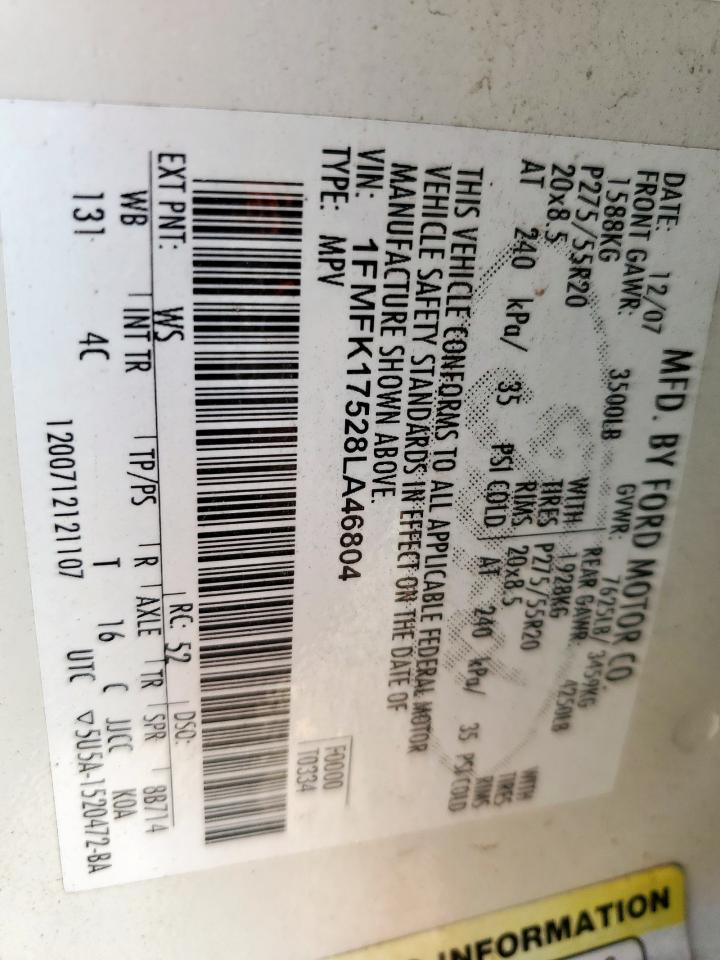 MFD. BY FORD MOTOR CO
DATE: 12/07 GVWR: 7625LB/ 3459KG
FRONT GAWR: 3500LB REAR GAWR: 4250LB
1588KG WITH 1928KG WITH
P275/55R20 TIRES P275/55R20 TIRES
20x8.5 RIMS 20x8.5 RIMS
AT 240 kPa/ 35 PSI COLD AT 240 kPa/ 35 PSI COLD
THIS VEHICLE CONFORMS TO ALL APPLICABLE FEDERAL MOTOR
VEHICLE SAFETY STANDARDS IN EFFECT ON THE DATE OF
MANUFACTURE SHOWN ABOVE.
VIN: 1FMFK17528LA46804
TYPE: MPV
F0000
T0334
EXT PNT: WS RC: 52 DSO:
WB INT TR TP/PS R AXLE TR SPR 8B714
131 4C T 16 C JJCC KOA
1200712121107 UTC ▽5U5A-1520472-BA
INFORMATION